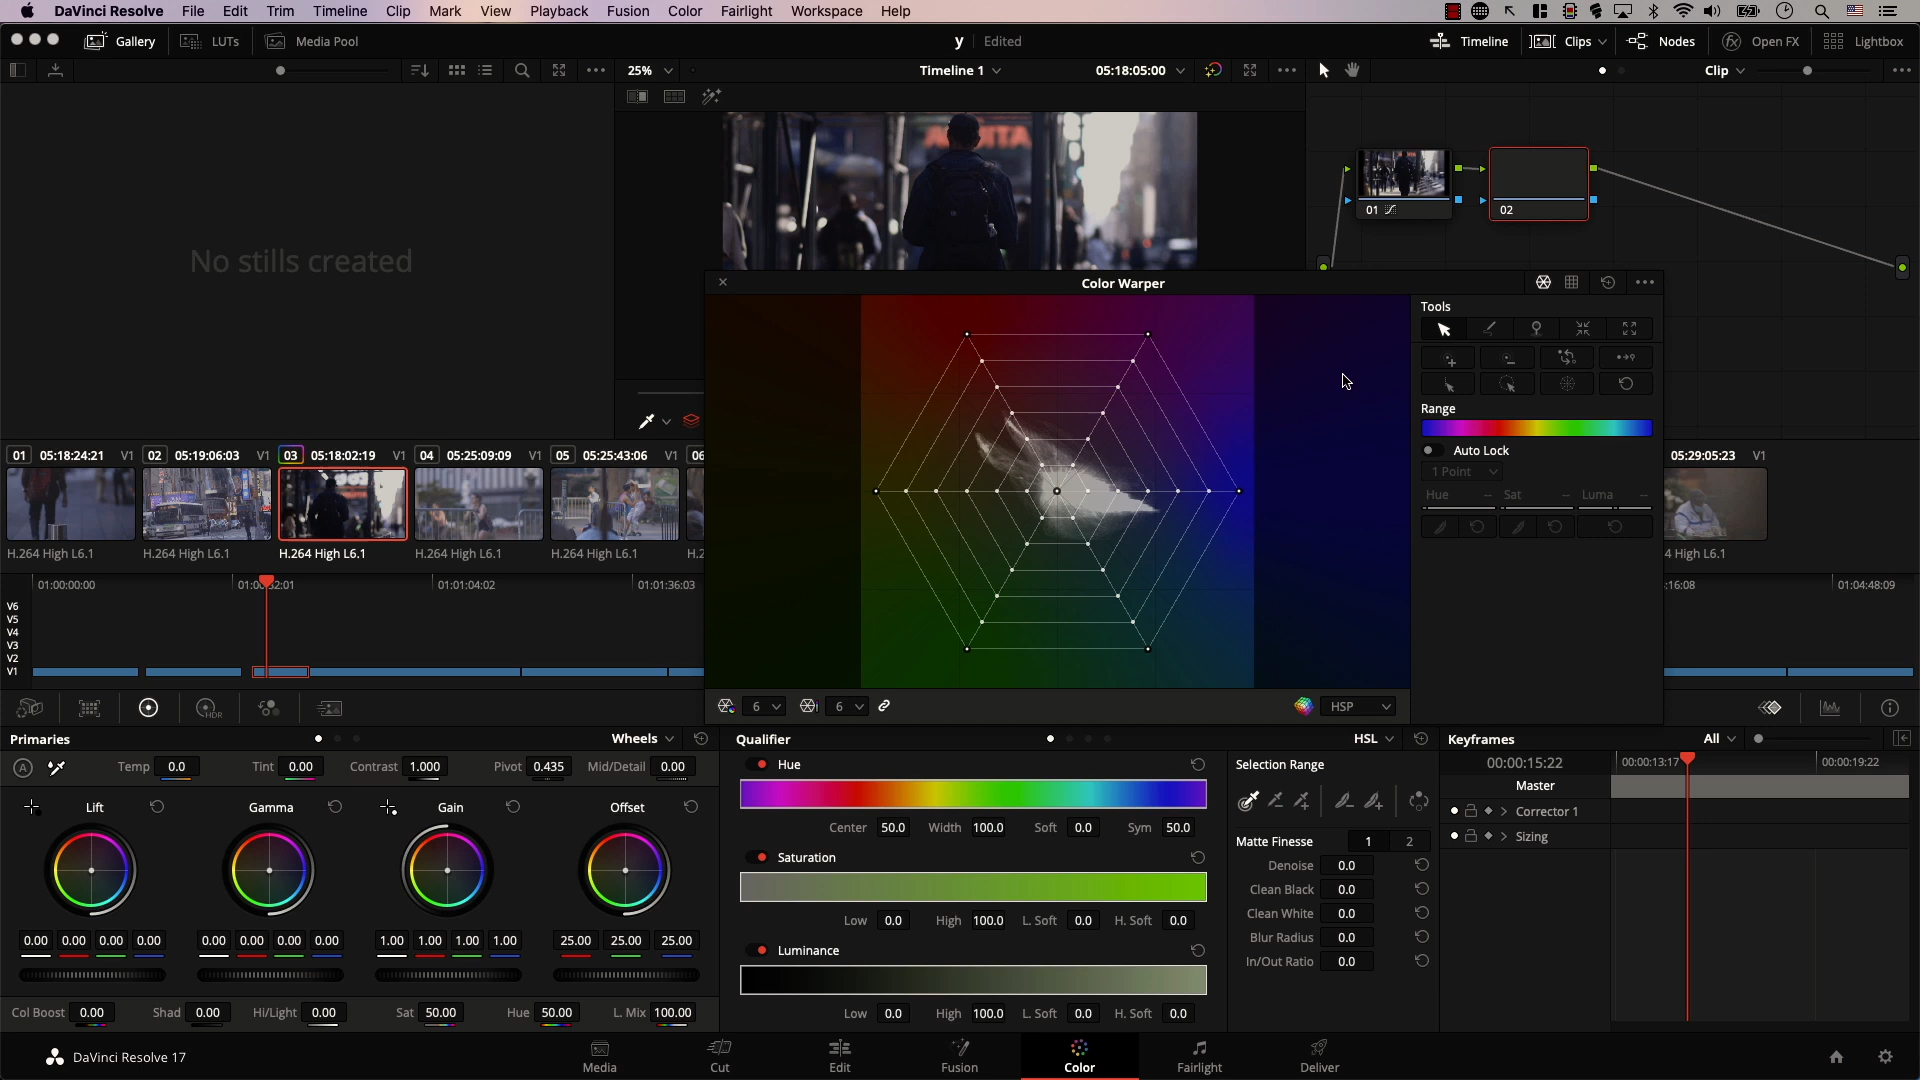 DaVinci Resolve File Edit Trim Timeline Clip Mark View Playback Fusion Color Fairlight Workspace Help
Gallery LUTs Media Pool y Edited Timeline Clips Nodes Open FX Lightbox
25% Timeline 1 05:18:05:00 Clip
No stills created
01 02
Color Warper
Tools
Range
Auto Lock
1 Point
Hue -- Sat -- Luma --
01 05:18:24:21 V1 02 05:19:06:03 V1 03 05:18:02:19 V1 04 05:25:09:09 V1 05 05:25:43:06 V1 06 05:29:05:23 V1
H.264 High L6.1 H.264 High L6.1 H.264 High L6.1 H.264 High L6.1 H.264 High L6.1 H.2 4 High L6.1
01:00:00:00 01:01:04:02 01:01:36:03 :16:08 01:04:48:09
V6
V5
V4
V3
V2
V1
HDR
6 6 HSP
Primaries Wheels Qualifier HSL Keyframes All
A Temp 0.0 Tint 0.00 Contrast 1.000 Pivot 0.435 Mid/Detail 0.00 Hue Selection Range 00:00:15:22 00:00:13:17 00:00:19:22
Master
Lift Gamma Gain Offset
Center 50.0 Width 100.0 Soft 0.0 Sym 50.0
Corrector 1
Sizing
Matte Finesse 1 2
Saturation
Denoise 0.0
Clean Black 0.0
Clean White 0.0
Blur Radius 0.0
In/Out Ratio 0.0
Low 0.0 High 100.0 L. Soft 0.0 H. Soft 0.0
0.00 0.00 0.00 0.00 0.00 0.00 0.00 0.00 1.00 1.00 1.00 1.00 25.00 25.00 25.00
Luminance
Col Boost 0.00 Shad 0.00 Hi/Light 0.00 Sat 50.00 Hue 50.00 L. Mix 100.00
Low 0.0 High 100.0 L. Soft 0.0 H. Soft 0.0
DaVinci Resolve 17 Media Cut Edit Fusion Color Fairlight Deliver